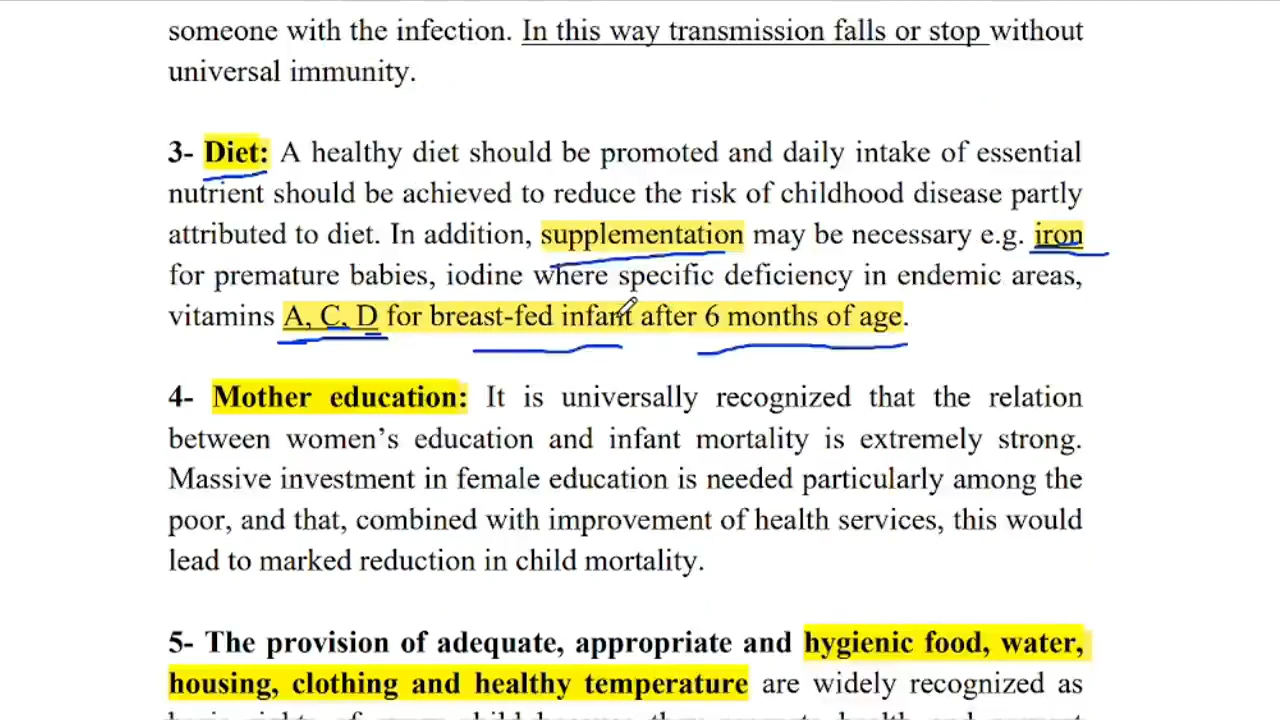 someone with the infection. In this way transmission falls or stop without
universal immunity.
3- Diet: A healthy diet should be promoted and daily intake of essential
nutrient should be achieved to reduce the risk of childhood disease partly
attributed to diet. In addition, supplementation may be necessary e.g. iron
for premature babies, iodine where specific deficiency in endemic areas,
vitamins A, C, D for breast-fed infant after 6 months of age.
4- Mother education: It is universally recognized that the relation
between women’s education and infant mortality is extremely strong.
Massive investment in female education is needed particularly among the
poor, and that, combined with improvement of health services, this would
lead to marked reduction in child mortality.
5- The provision of adequate, appropriate and hygienic food, water,
housing, clothing and healthy temperature are widely recognized as